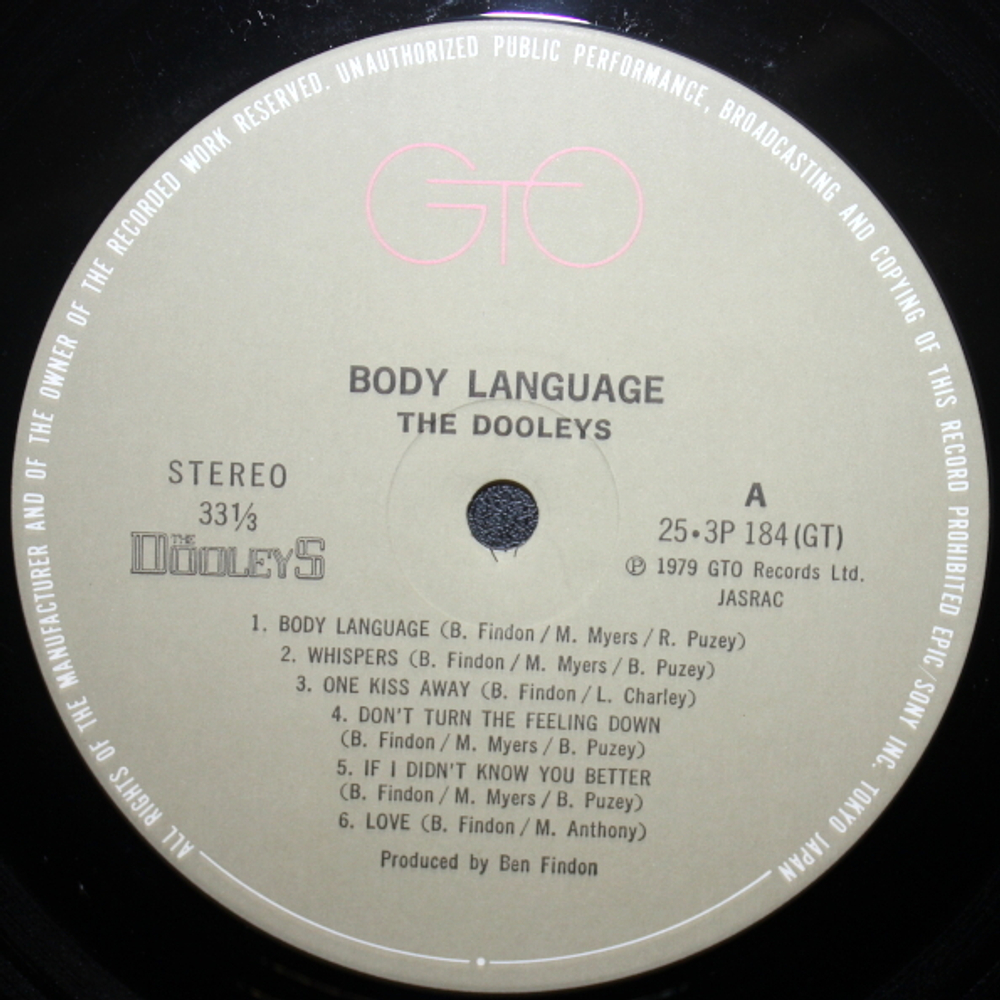 ALL RIGHTS OF THE MANUFACTURER AND OF THE OWNER OF THE RECORDED WORK RESERVED. UNAUTHORIZED PUBLIC PERFORMANCE, BROADCASTING AND COPYING OF THIS RECORD PROHIBITED EPIC/SONY INC. TOKYO JAPAN
GTO
BODY LANGUAGE
THE DOOLEYS
STEREO
33⅓
THE DOOLEYS
A
25•3P 184 (GT)
℗ 1979 GTO Records Ltd.
JASRAC
1. BODY LANGUAGE (B. Findon / M. Myers / R. Puzey)
2. WHISPERS (B. Findon / M. Myers / B. Puzey)
3. ONE KISS AWAY (B. Findon / L. Charley)
4. DON'T TURN THE FEELING DOWN
(B. Findon / M. Myers / B. Puzey)
5. IF I DIDN'T KNOW YOU BETTER
(B. Findon / M. Myers / B. Puzey)
6. LOVE (B. Findon / M. Anthony)
Produced by Ben Findon